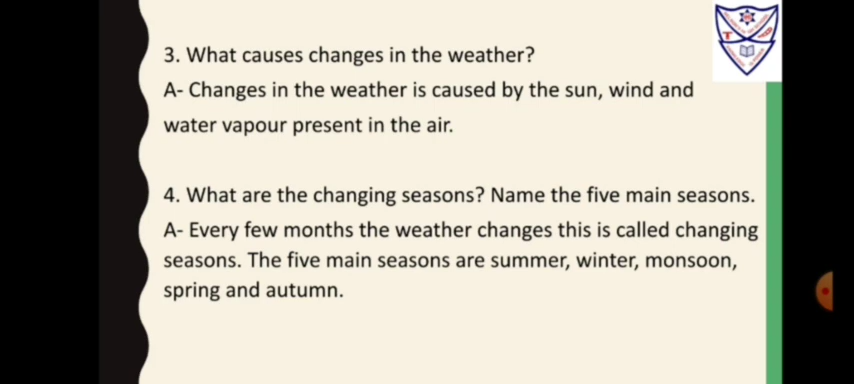 3. What causes changes in the weather?
A- Changes in the weather is caused by the sun, wind and
water vapour present in the air.
4. What are the changing seasons? Name the five main seasons.
A- Every few months the weather changes this is called changing
seasons. The five main seasons are summer, winter, monsoon,
spring and autumn.